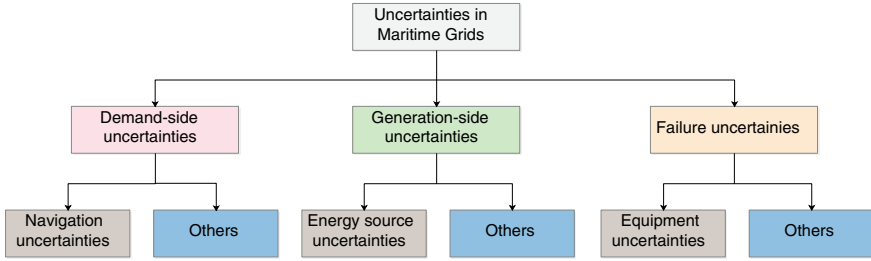 Uncertainties in
Maritime Grids
Demand-side
uncertainties
Generation-side
uncertainties
Failure uncertainies
Navigation
uncertainties
Others
Energy source
uncertainties
Others
Equipment
uncertainties
Others